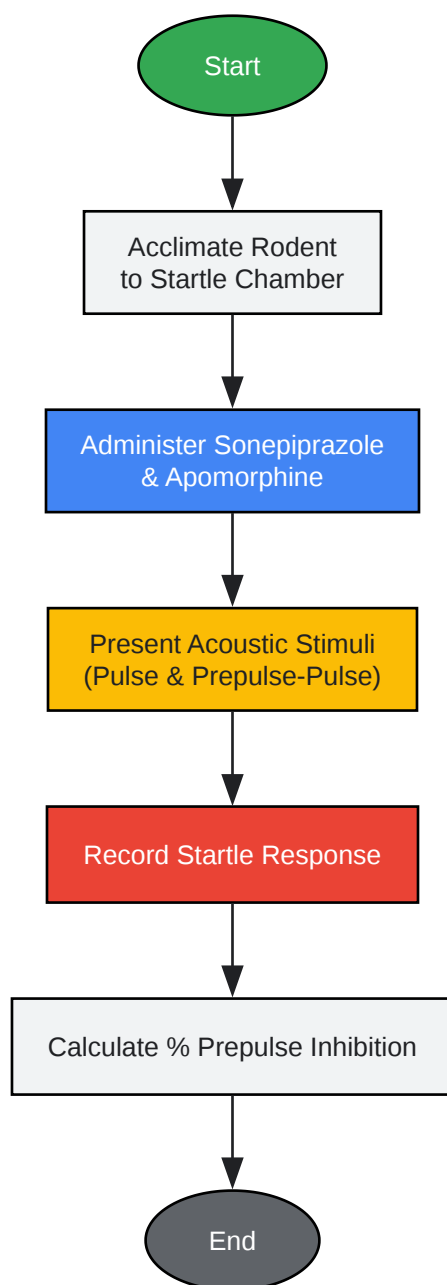 Start
Acclimate Rodent
to Startle Chamber
Administer Sonepiprazole
& Apomorphine
Present Acoustic Stimuli
(Pulse & Prepulse-Pulse)
Record Startle Response
Calculate % Prepulse Inhibition
End